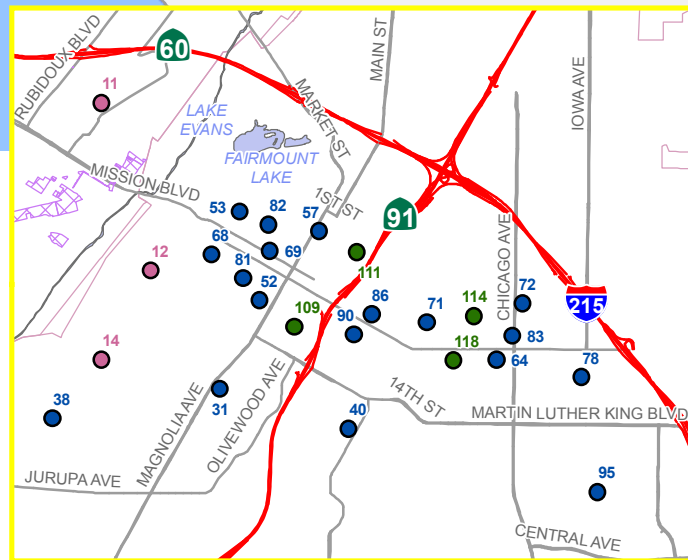 RUBIDOUX BLVD
60
MAIN ST
IOWA AVE
11
MARKET ST
LAKE
EVANS
FAIRMOUNT
LAKE
MISSION BLVD
1ST ST
91
53
82
57
68
69
81
111
12
52
CHICAGO AVE
72
215
109
90
86
71
114
83
14
118
64
78
31
MAGNOLIA AVE
OLIVEWOOD AVE
14TH ST
38
40
MARTIN LUTHER KING BLVD
JURUPA AVE
95
CENTRAL AVE